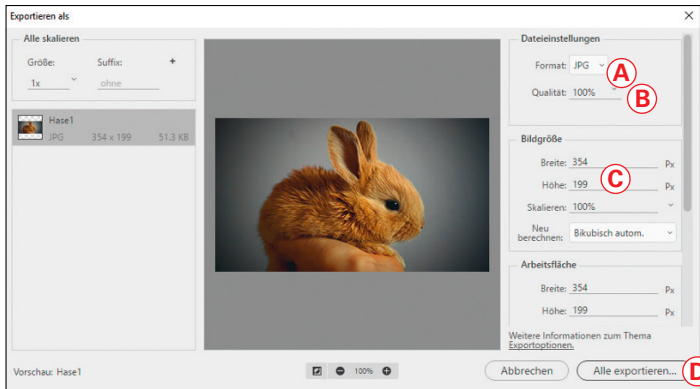 Exportieren als
Alle skalieren
Größe: Suffix: +
1x ohne
Hase1
JPG 354 x 199 51.3 KB
Dateieinstellungen
Format: JPG A
Qualität: 100% B
Bildgröße
Breite: 354 Px
Höhe: 199 Px C
Skalieren: 100%
Neu
berechnen: Bikubisch autom.
Arbeitsfläche
Breite: 354 Px
Höhe: 199 Px
Weitere Informationen zum Thema
Exportoptionen.
Vorschau: Hase1 100% Abbrechen Alle exportieren... D